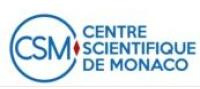 CSM
CENTRE
SCIENTIFIQUE
DE MONACO